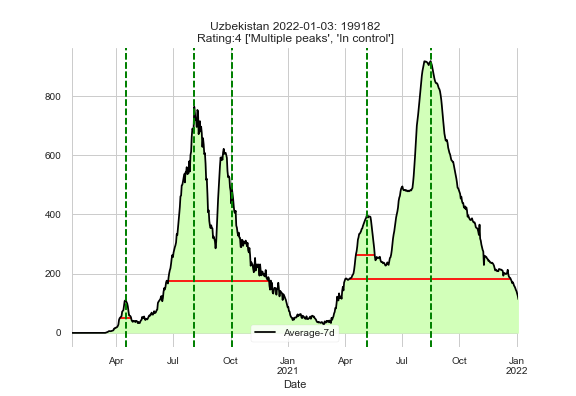 Uzbekistan 2022-01-03: 199182
Rating:4 ['Multiple peaks', 'In control']
800
600
400
200
0
Average-7d
Apr
Jul
Oct
Jan
2021
Apr
Jul
Oct
Jan
2022
Date